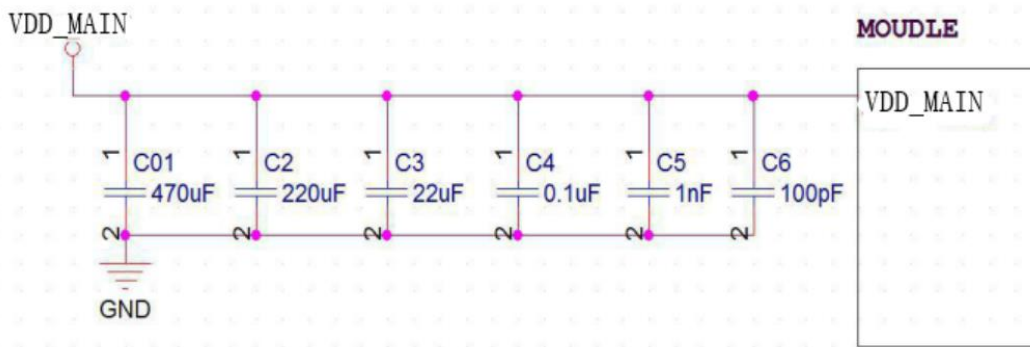 VDD_MAIN
MOUDLE
VDD_MAIN
1 C01 1 C2 1 C3 1 C4 1 C5 1 C6
470uF 220uF 22uF 0.1uF 1nF 100pF
2 2 2 2 2 2
GND